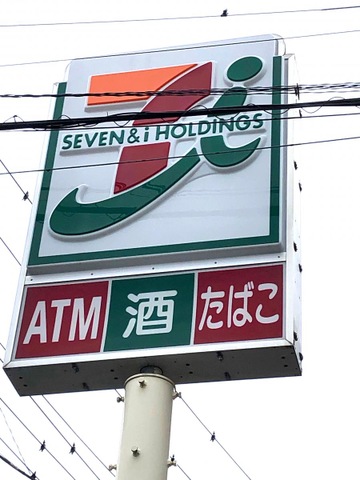 SEVEN & i HOLDINGS
ATM 酒 たばこ